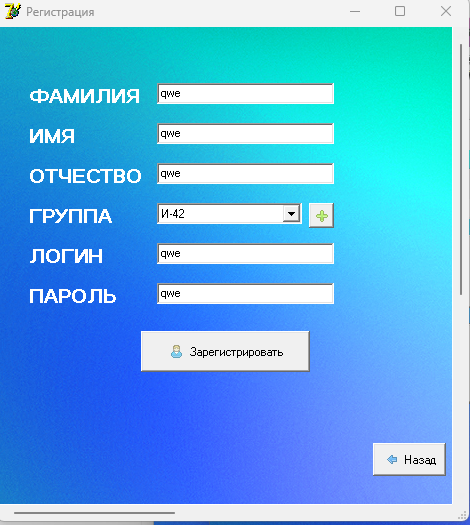 Регистрация
ФАМИЛИЯ qwe
ИМЯ qwe
ОТЧЕСТВО qwe
ГРУППА И-42
ЛОГИН qwe
ПАРОЛЬ qwe
Зарегистрировать
Назад